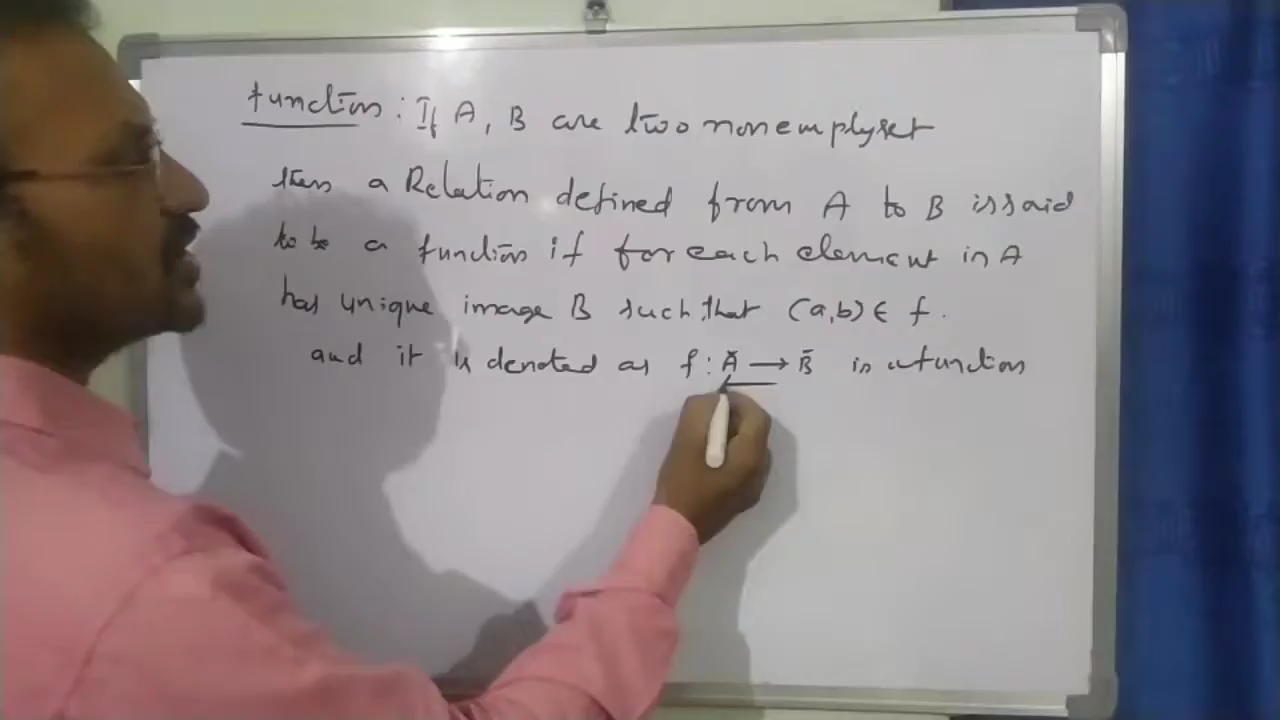 function : If A, B are two nonempty set
then a Relation defined from A to B is said
to be a function if for each element in A
has unique image B such that (a,b) ∈ f.
and it is denoted as f : A → B is a function